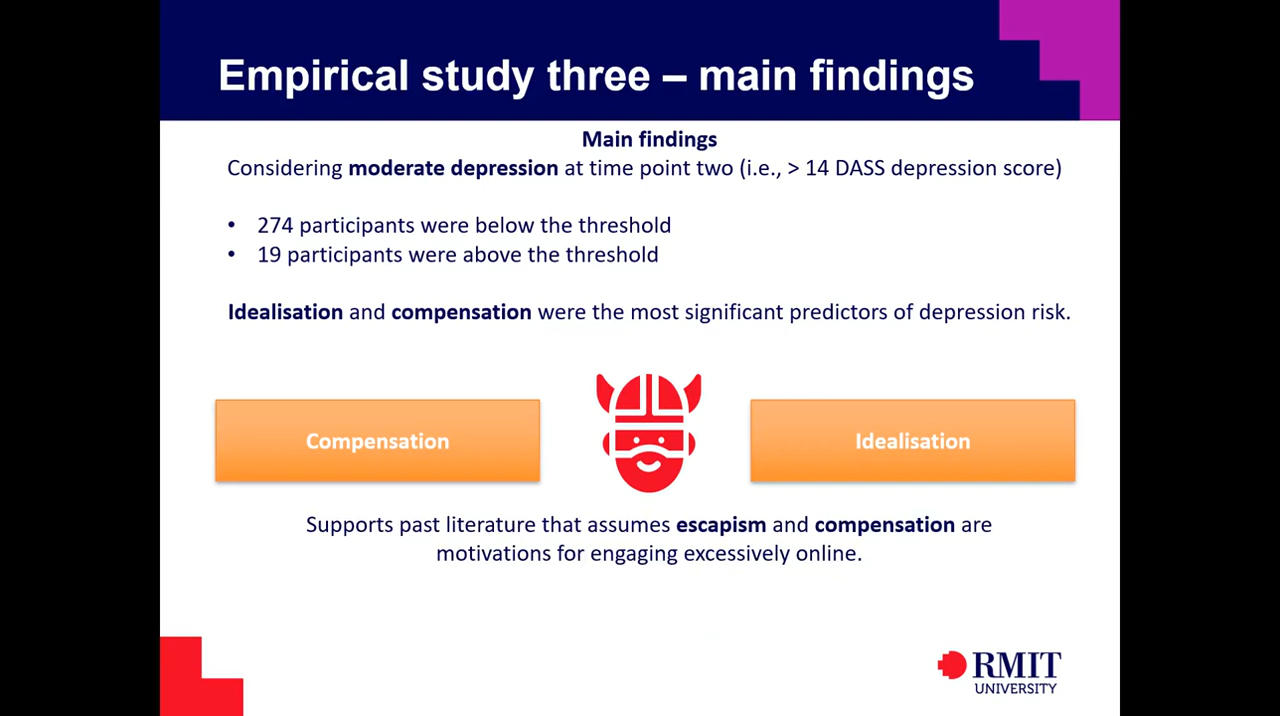 Empirical study three – main findings
Main findings
Considering moderate depression at time point two (i.e., > 14 DASS depression score)
• 274 participants were below the threshold
• 19 participants were above the threshold
Idealisation and compensation were the most significant predictors of depression risk.
Compensation
Idealisation
Supports past literature that assumes escapism and compensation are
motivations for engaging excessively online.
RMIT
UNIVERSITY